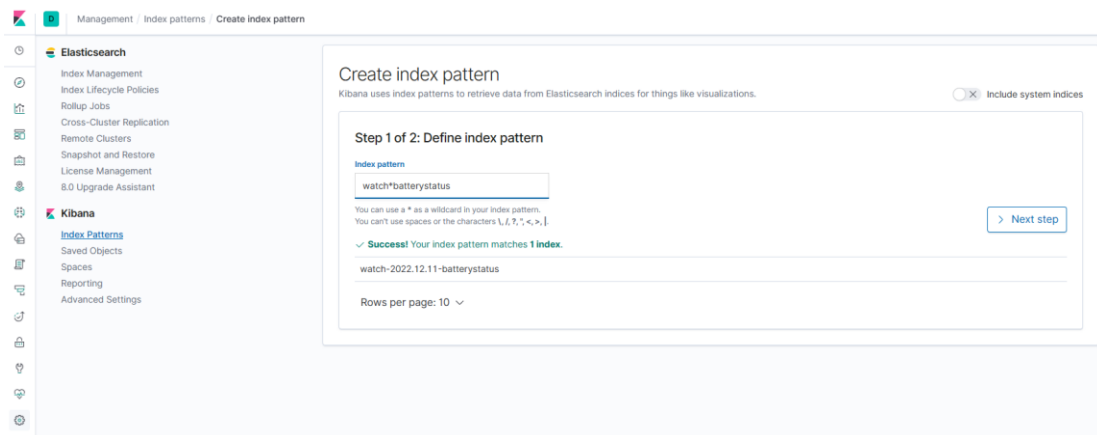 D
Management / Index patterns / Create index pattern
Elasticsearch
Index Management
Index Lifecycle Policies
Rollup Jobs
Cross-Cluster Replication
Remote Clusters
Snapshot and Restore
License Management
8.0 Upgrade Assistant
Kibana
Index Patterns
Saved Objects
Spaces
Reporting
Advanced Settings
Create index pattern
Kibana uses index patterns to retrieve data from Elasticsearch indices for things like visualizations.
Include system indices
Step 1 of 2: Define index pattern
Index pattern
watch*batterystatus
You can use a * as a wildcard in your index pattern.
You can't use spaces or the characters \, /, ?, ", <, >, |.
> Next step
Success! Your index pattern matches 1 index.
watch-2022.12.11-batterystatus
Rows per page: 10